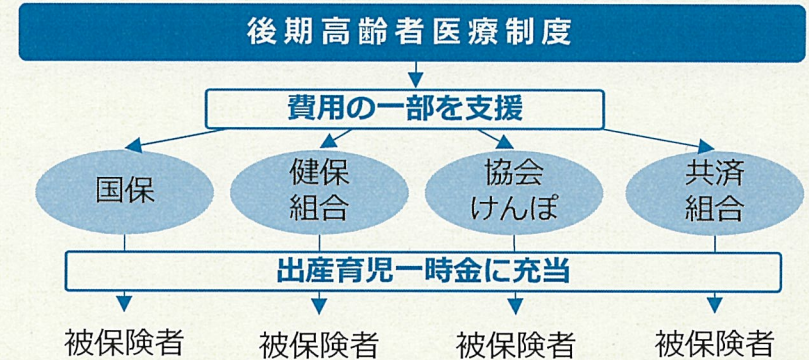 後期高齢者医療制度
費用の一部を支援
国保
健保
組合
協会
けんぽ
共済
組合
出産育児一時金に充当
被保険者
被保険者
被保険者
被保険者